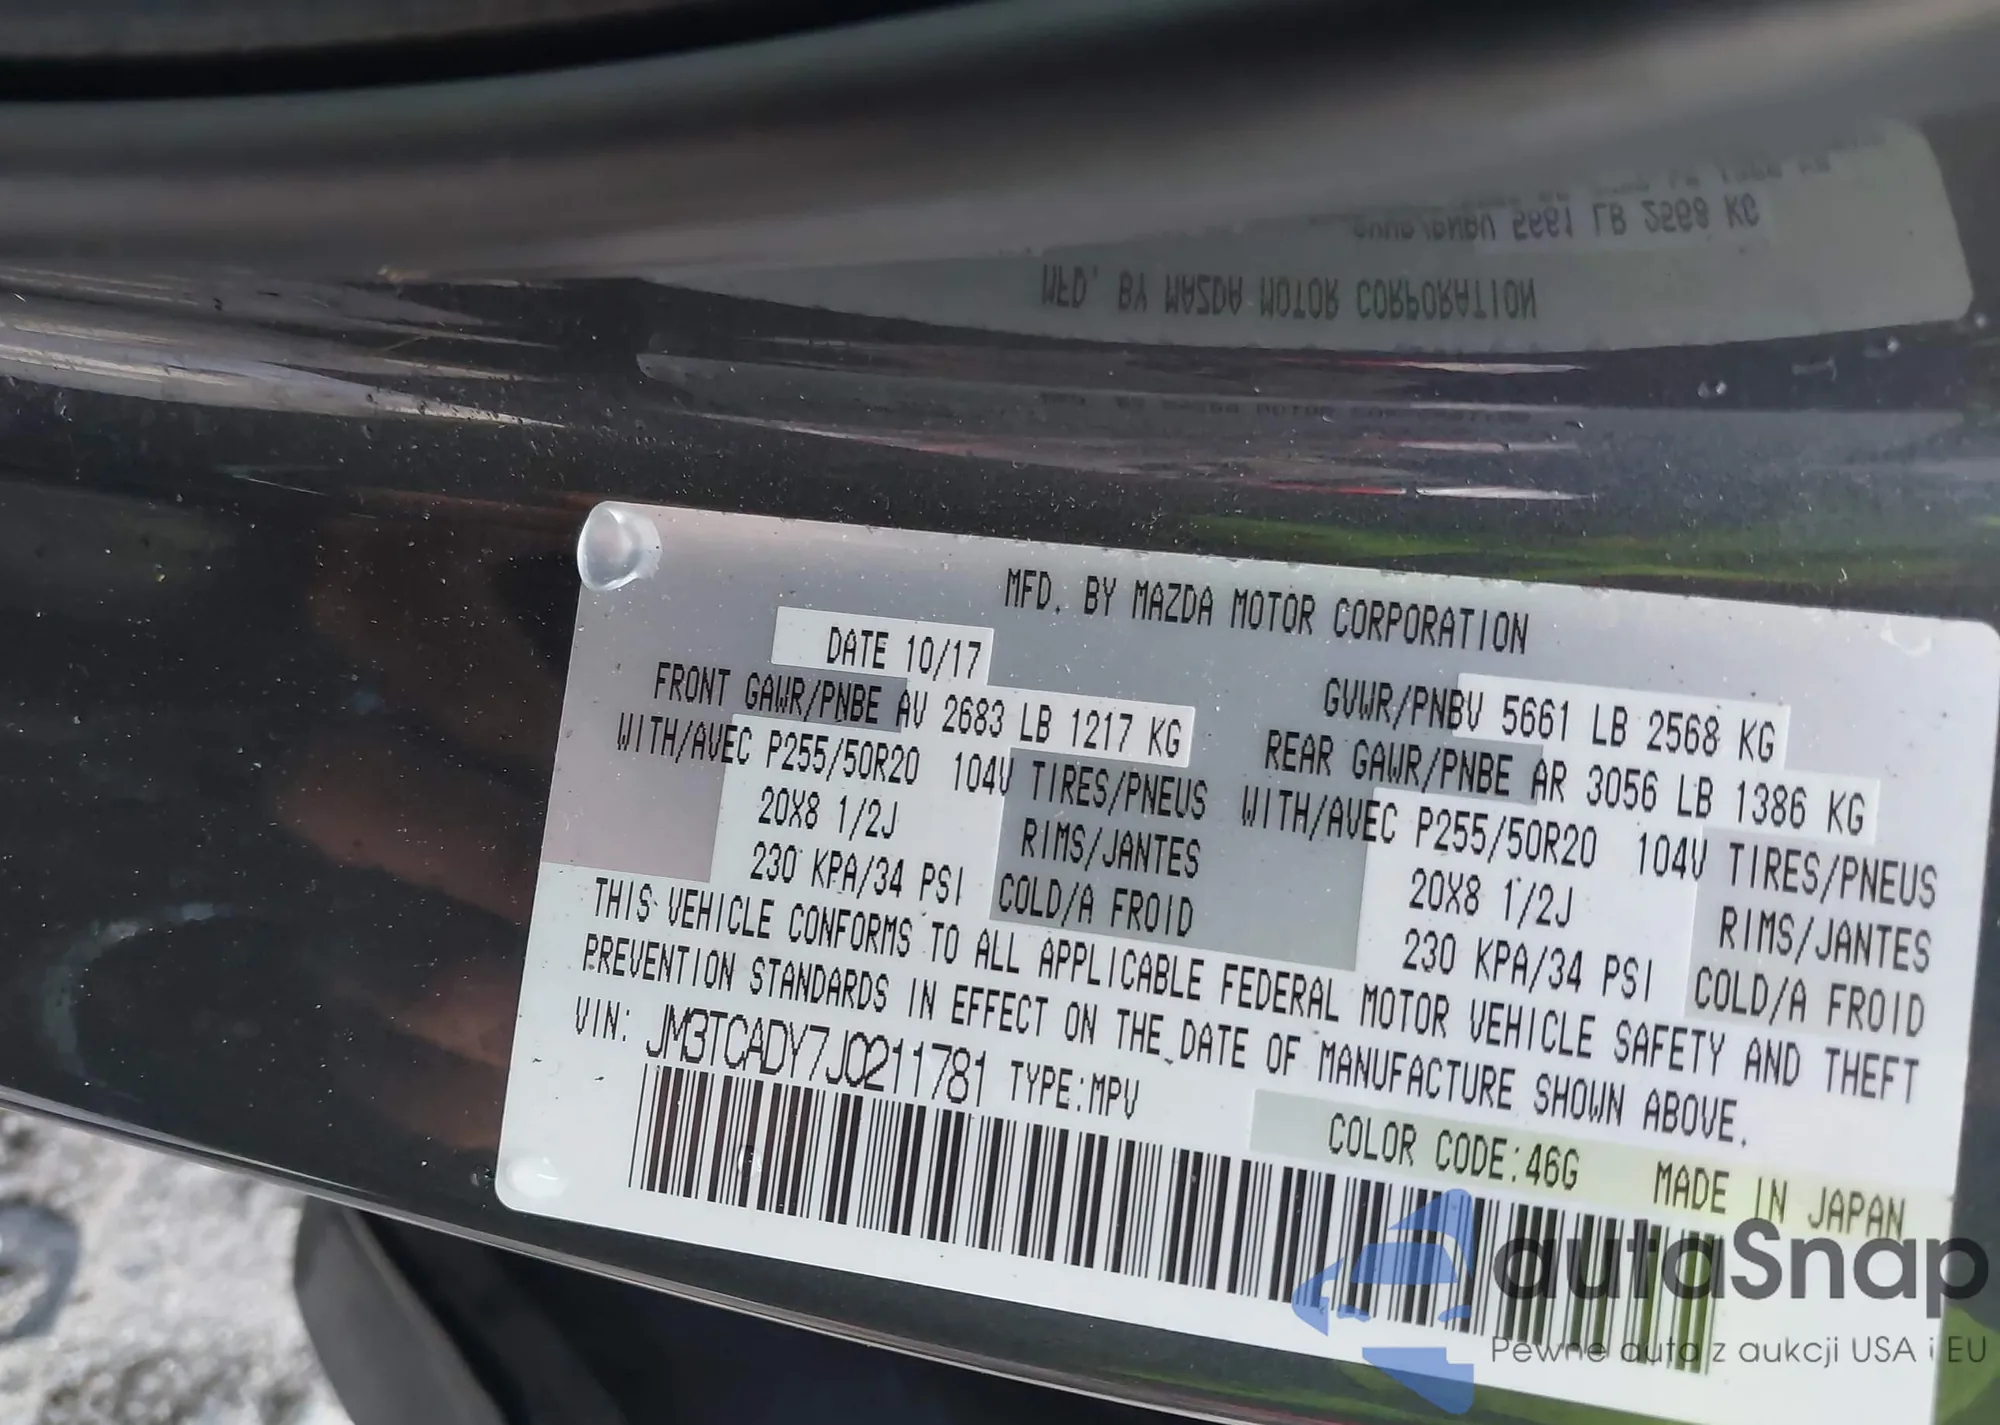 GVWR/PNBV 5661 LB 2568 KG
MFD. BY MAZDA MOTOR CORPORATION
MFD. BY MAZDA MOTOR CORPORATION
DATE 10/17
GVWR/PNBV 5661 LB 2568 KG
FRONT GAWR/PNBE AV 2683 LB 1217 KG
REAR GAWR/PNBE AR 3056 LB 1386 KG
WITH/AVEC P255/50R20 104V TIRES/PNEUS
WITH/AVEC P255/50R20 104V TIRES/PNEUS
20X8 1/2J RIMS/JANTES
20X8 1/2J RIMS/JANTES
230 KPA/34 PSI COLD/A FROID
230 KPA/34 PSI COLD/A FROID
THIS VEHICLE CONFORMS TO ALL APPLICABLE FEDERAL MOTOR VEHICLE SAFETY AND THEFT
PREVENTION STANDARDS IN EFFECT ON THE DATE OF MANUFACTURE SHOWN ABOVE.
VIN: JM3TCADY7J0211781 TYPE:MPV
COLOR CODE:46G MADE IN JAPAN
autaSnap
Pewne auta z aukcji USA i EU